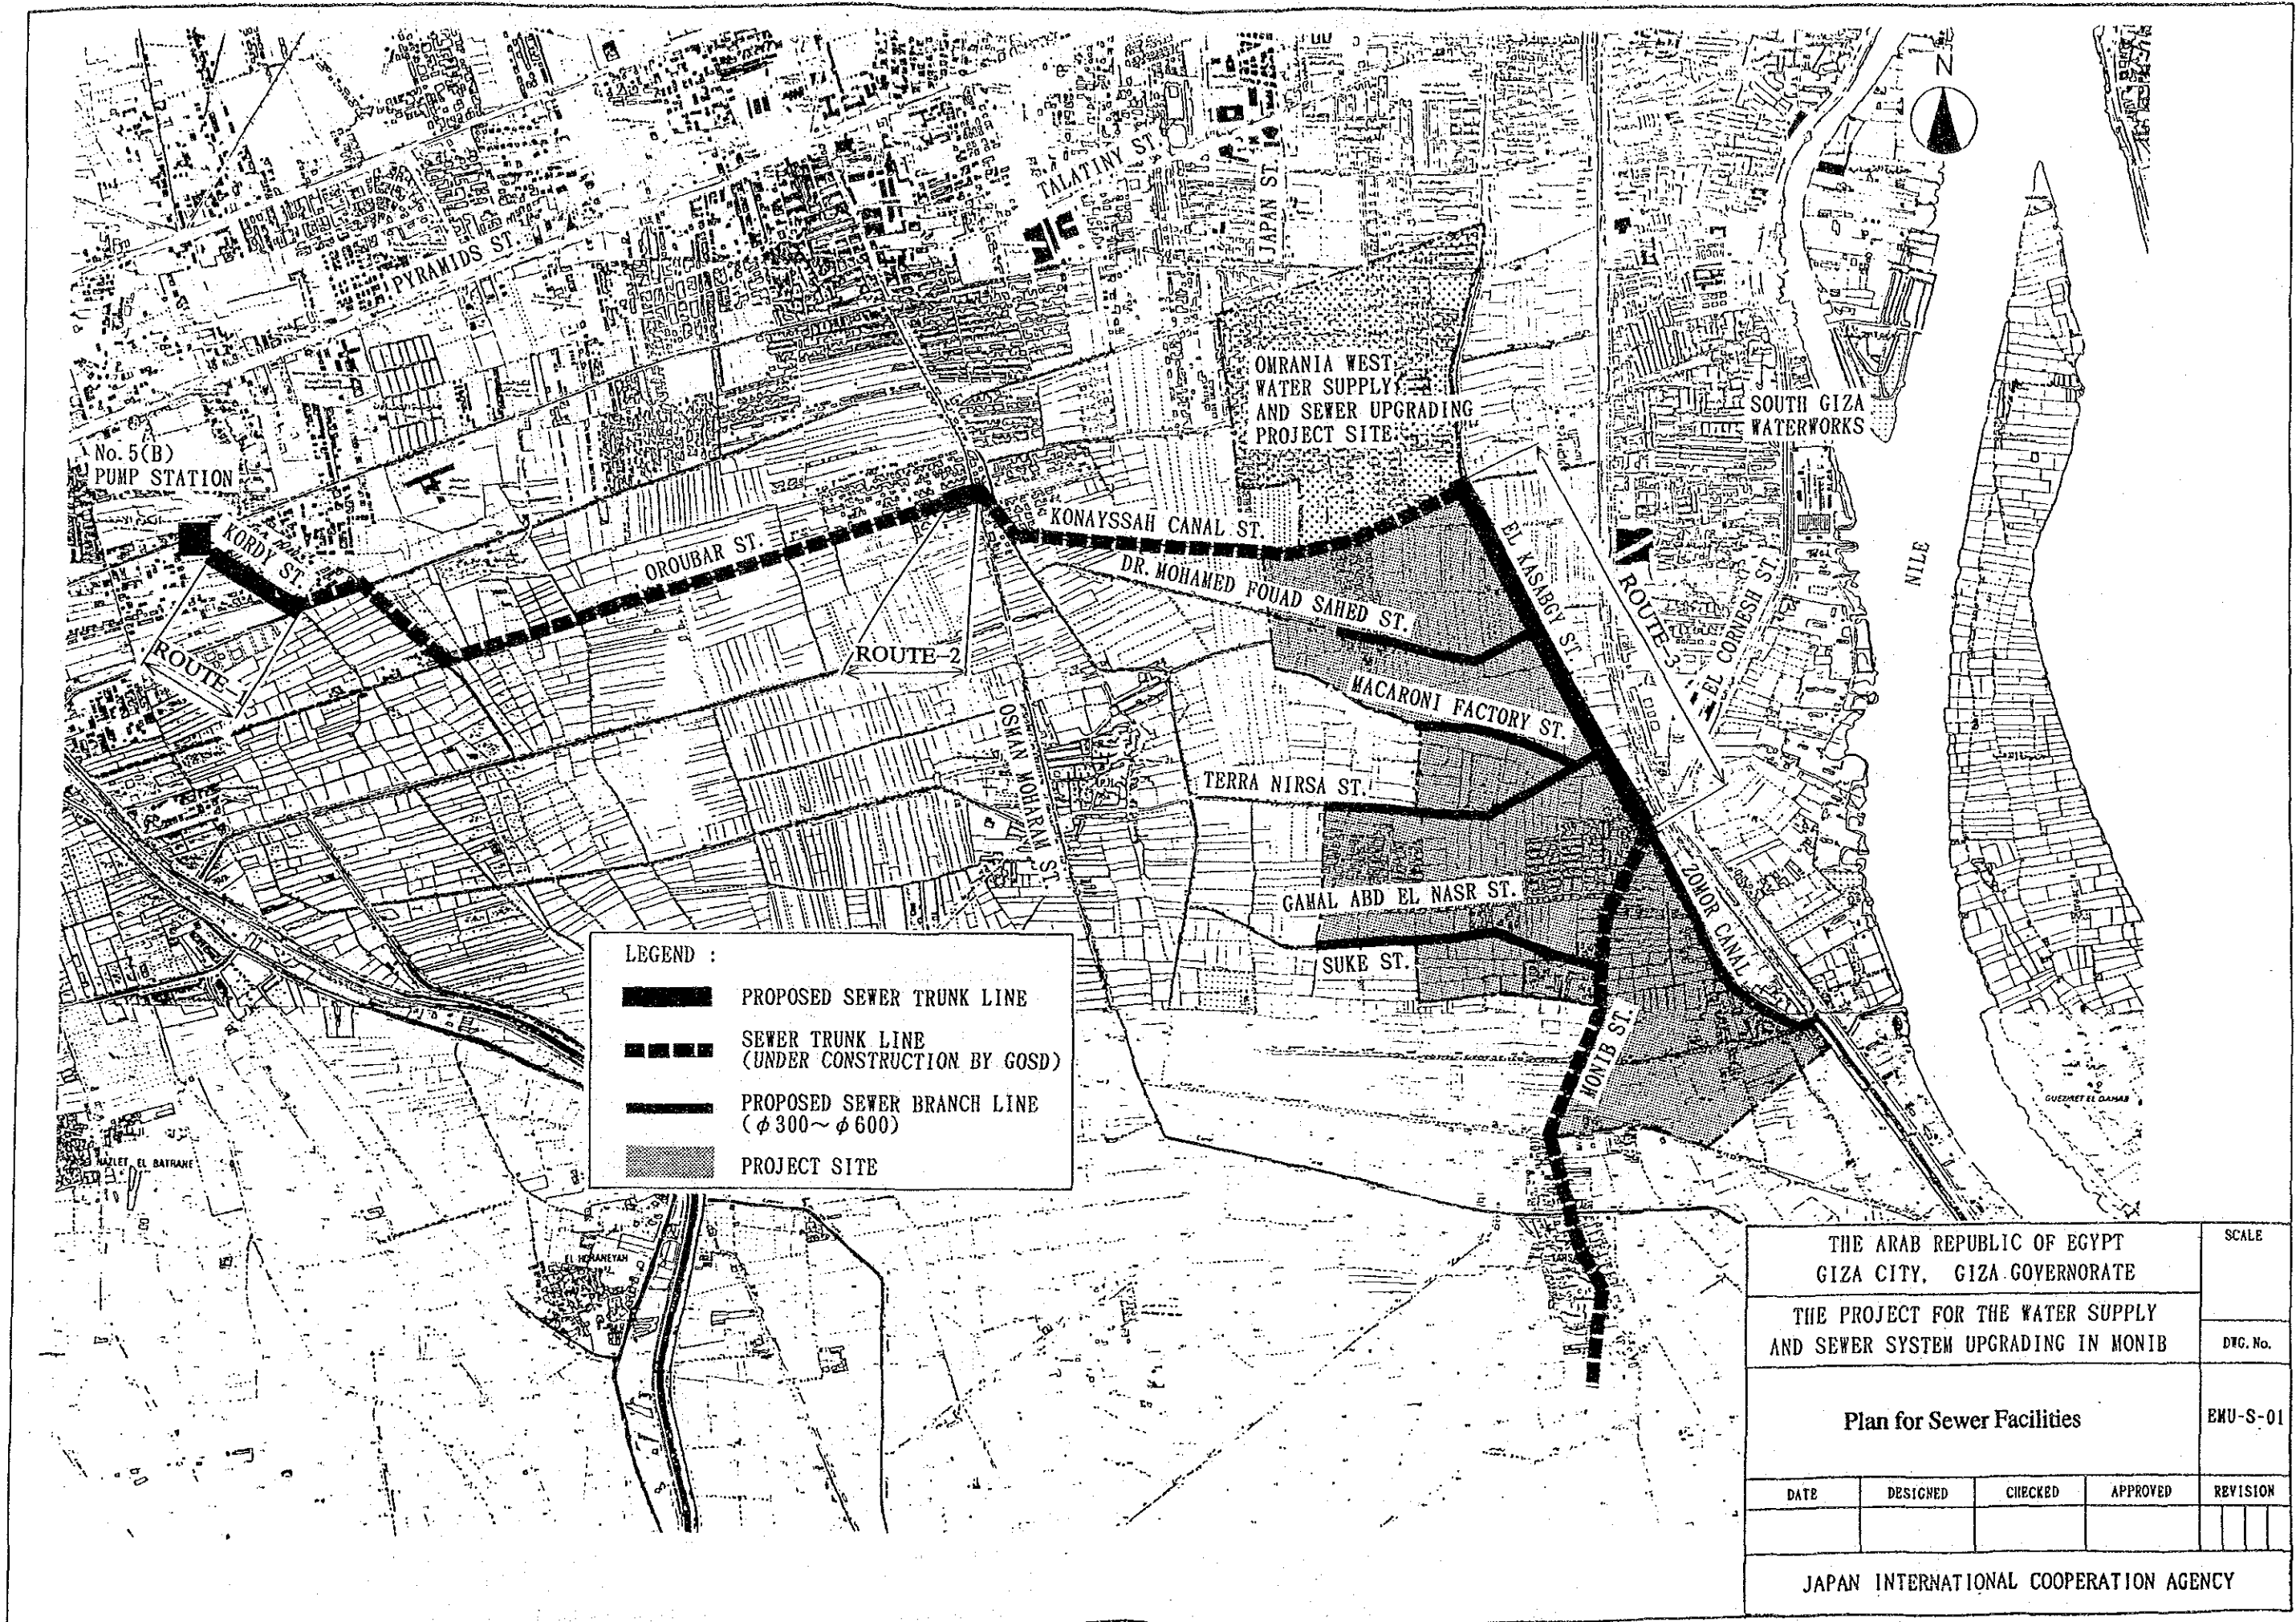 N
TALATINY ST.
JAPAN ST.
PYRAMIDS ST.
OMRANIA WEST
WATER SUPPLY
AND SEWER UPGRADING
PROJECT SITE
SOUTH GIZA
WATERWORKS
No. 5(B)
PUMP STATION
KORDY ST.
OROUBAR ST.
KONAYSSAH CANAL ST.
DR. MOHAMED FOUAD SAHED ST.
EL KASABGY ST.
ROUTE-3
EL CORNESH ST.
NILE
ROUTE-1
ROUTE-2
OSMAN MOHARAM ST.
MACARONI FACTORY ST.
TERRA NIRSA ST.
GAMAL ABD EL NASR ST.
ZOMOR CANAL
SUKE ST.
MONIB ST.
GUEZIRET EL DAHAB
NAZLET EL BATRANE
EL HORANEYAH
LEGEND :
PROPOSED SEWER TRUNK LINE
SEWER TRUNK LINE
(UNDER CONSTRUCTION BY GOSD)
PROPOSED SEWER BRANCH LINE
(φ300~φ600)
PROJECT SITE
THE ARAB REPUBLIC OF EGYPT
GIZA CITY, GIZA GOVERNORATE
SCALE
THE PROJECT FOR THE WATER SUPPLY
AND SEWER SYSTEM UPGRADING IN MONIB
DWG. No.
Plan for Sewer Facilities
EMU-S-01
DATE DESIGNED CHECKED APPROVED REVISION
JAPAN INTERNATIONAL COOPERATION AGENCY